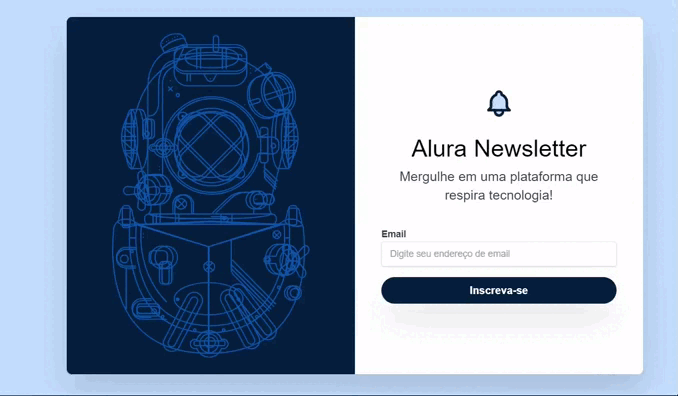 Alura Newsletter
Mergulhe em uma plataforma que
respira tecnologia!
Email
Digite seu endereço de email
Inscreva-se